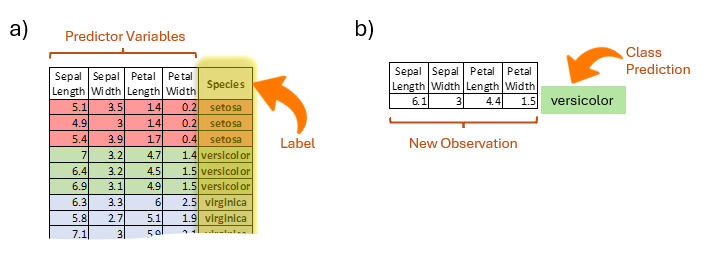 a)
Predictor Variables
Sepal Length Sepal Width Petal Length Petal Width Species
5.1 3.5 1.4 0.2 setosa
4.9 3 1.4 0.2 setosa
5.4 3.9 1.7 0.4 setosa
7 3.2 4.7 1.4 versicolor
6.4 3.2 4.5 1.5 versicolor
6.9 3.1 4.9 1.5 versicolor
6.3 3.3 6 2.5 virginica
5.8 2.7 5.1 1.9 virginica
7.1 3 5.9 2.1 virginica
Label
b)
Class
Prediction
Sepal Length Sepal Width Petal Length Petal Width
6.1 3 4.4 1.5 versicolor
New Observation